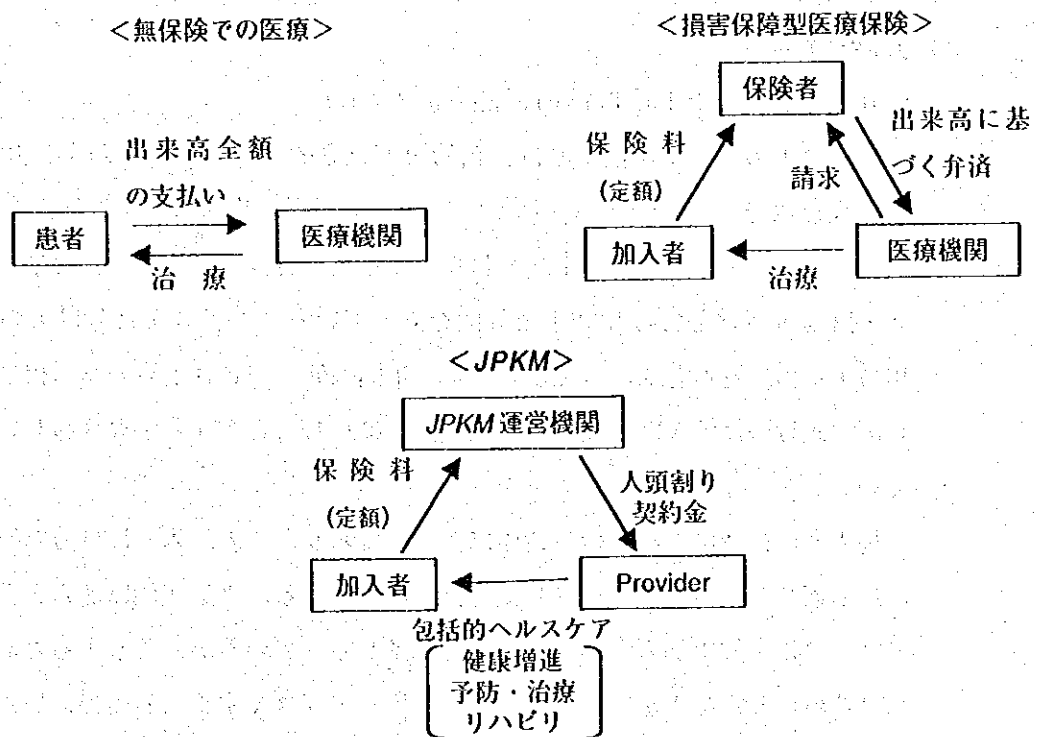 <無保険での医療>
出来高全額
の支払い
患者
医療機関
治 療
<損害保障型医療保険>
保険者
保 険 料
(定額)
請求
出来高に基
づく弁済
加入者
治療
医療機関
<JPKM>
JPKM 運営機関
保 険 料
(定額)
人頭割り
契約金
加入者
Provider
包括的ヘルスケア
健康増進
予防・治療
リハビリ